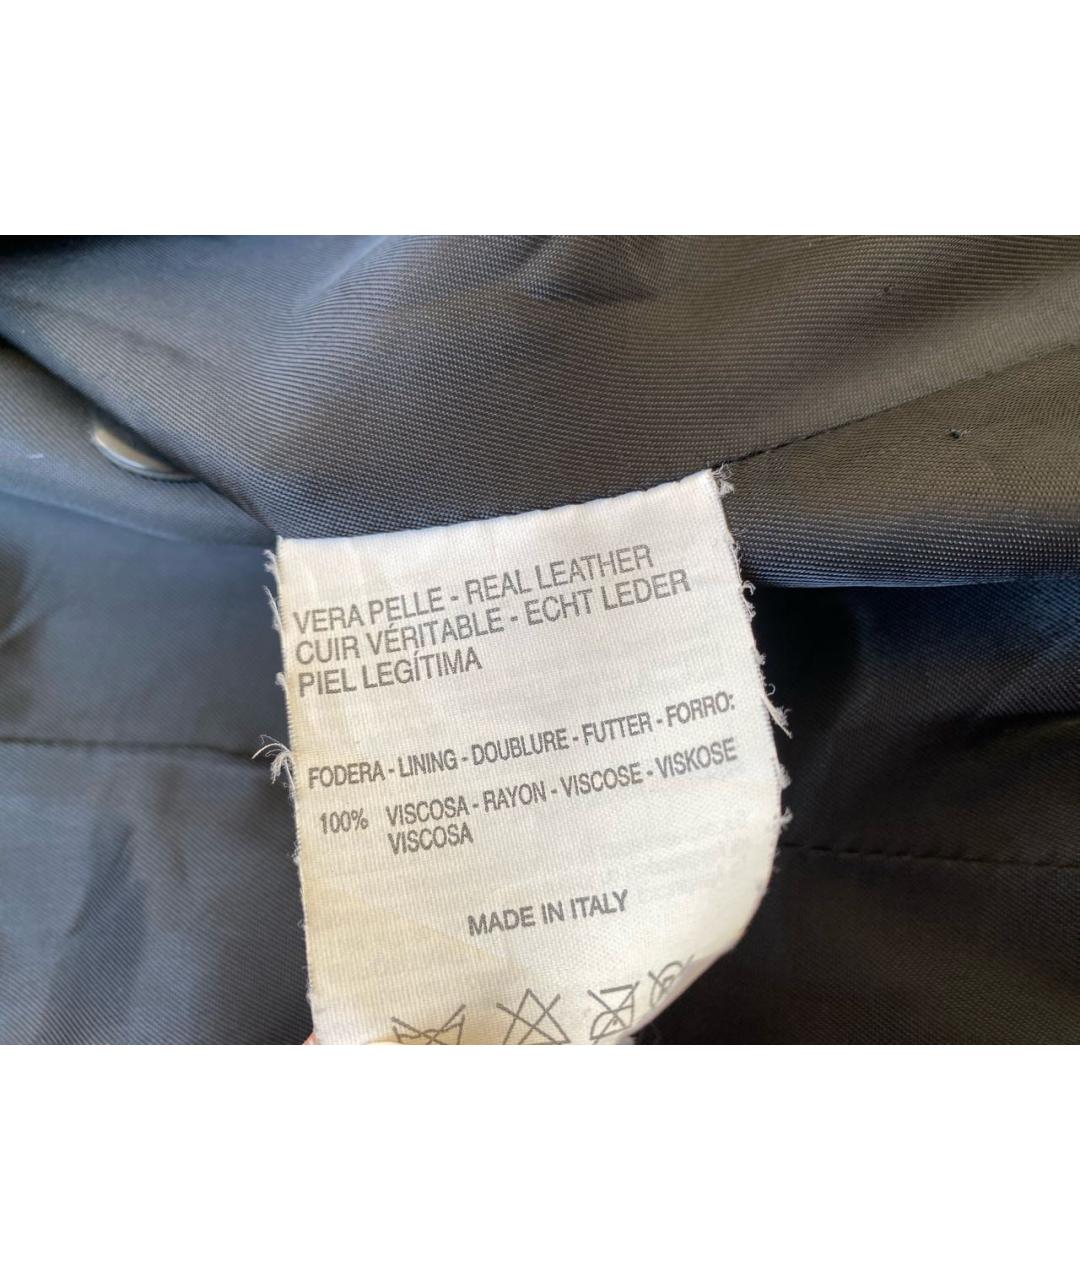 VERA PELLE - REAL LEATHER
CUIR VÉRITABLE - ECHT LEDER
PIEL LEGÍTIMA
FODERA - LINING - DOUBLURE - FUTTER - FORRO:
100% VISCOSA - RAYON - VISCOSE - VISKOSE
VISCOSA
MADE IN ITALY